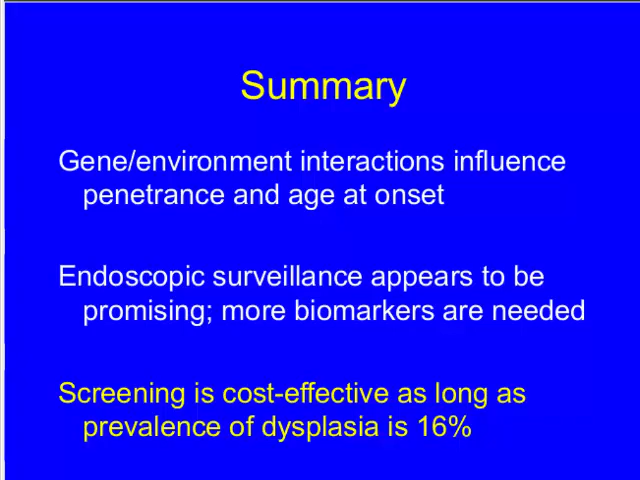 Summary
Gene/environment interactions influence
penetrance and age at onset
Endoscopic surveillance appears to be
promising; more biomarkers are needed
Screening is cost-effective as long as
prevalence of dysplasia is 16%